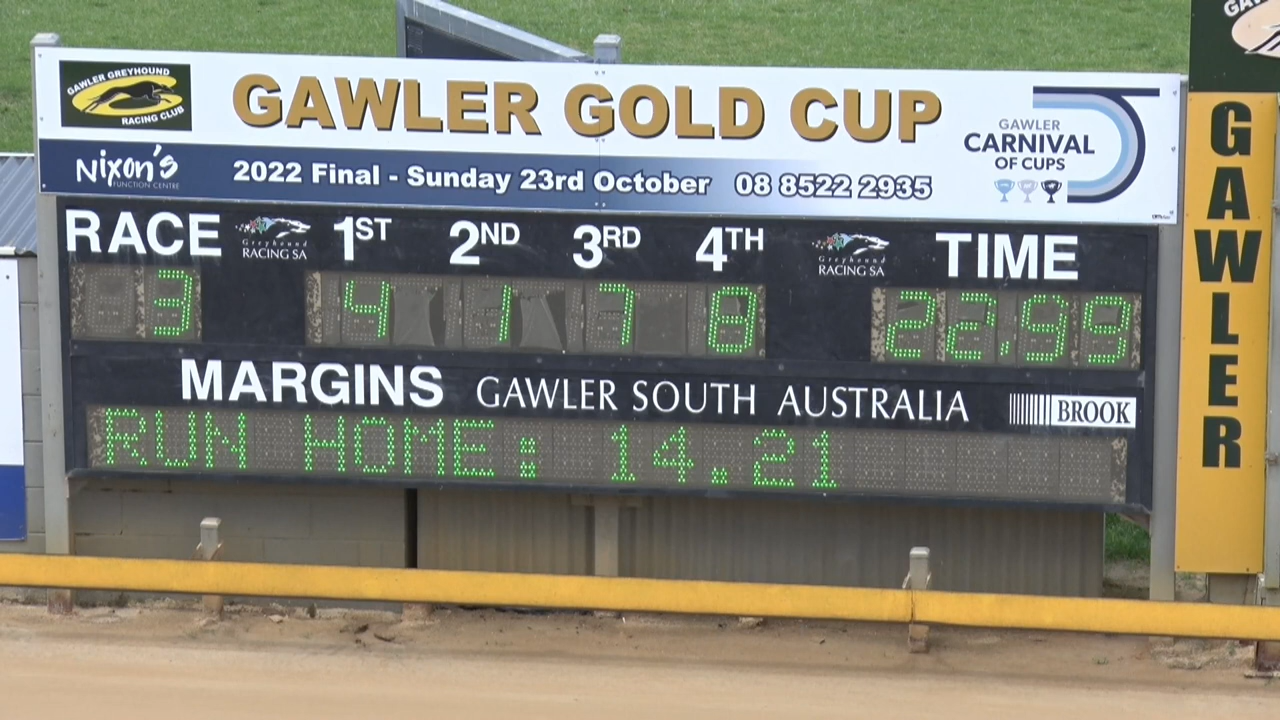 GAWLER GREYHOUND
RACING CLUB
GAWLER GOLD CUP
GAWLER
CARNIVAL
OF CUPS
Nixon's
FUNCTION CENTRE
2022 Final - Sunday 23rd October 08 8522 2935
RACE 1ST 2ND 3RD 4TH TIME
Greyhound
RACING SA
Greyhound
RACING SA
3 4 1 7 8 22.99
MARGINS GAWLER SOUTH AUSTRALIA BROOK
RUN HOME: 14.21
GAWLER